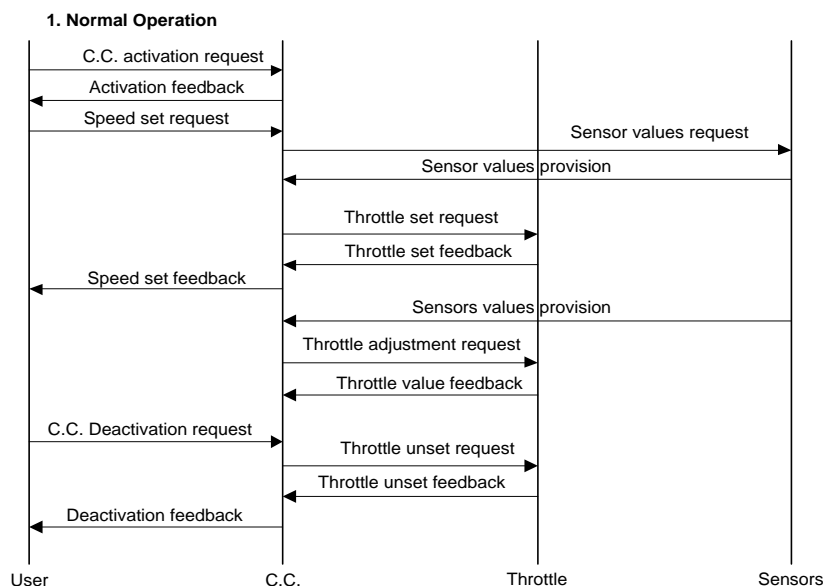 1. Normal Operation
C.C. activation request
Activation feedback
Speed set request
Sensor values request
Sensor values provision
Throttle set request
Throttle set feedback
Speed set feedback
Sensors values provision
Throttle adjustment request
Throttle value feedback
C.C. Deactivation request
Throttle unset request
Throttle unset feedback
Deactivation feedback
User C.C. Throttle Sensors